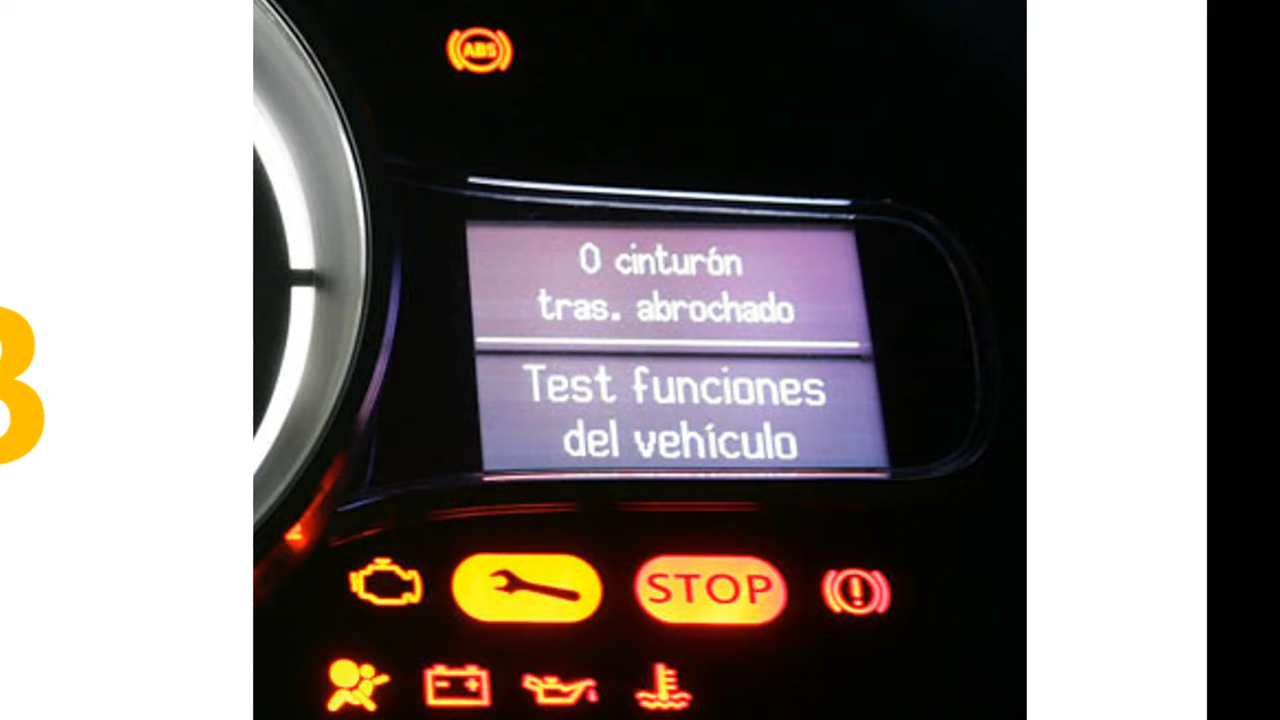 ABS
0 cinturón
tras. abrochado
Test funciones
del vehículo
STOP